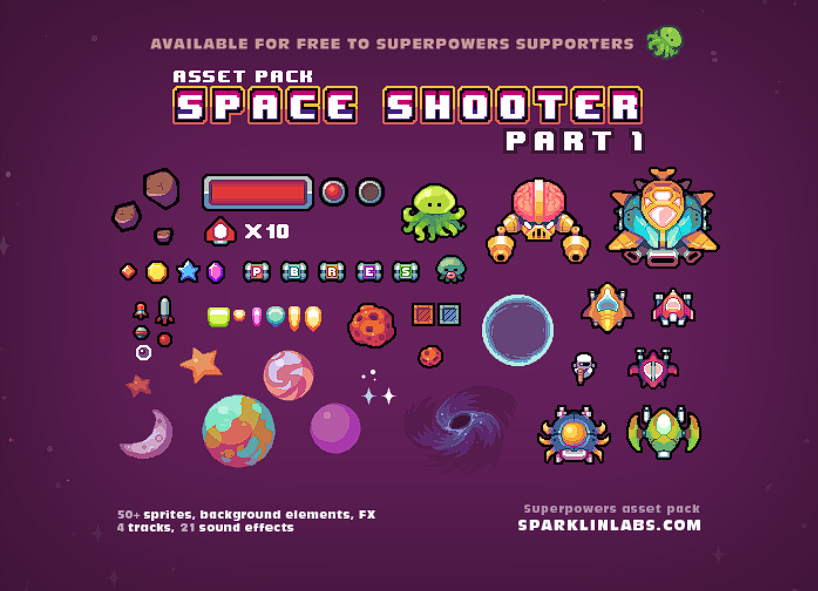 AVAILABLE FOR FREE TO SUPERPOWERS SUPPORTERS
ASSET PACK
SPACE SHOOTER
PART 1
X10
P B R E S
50+ sprites, background elements, FX
4 tracks, 21 sound effects
Superpowers asset pack
SPARKLINLABS.COM